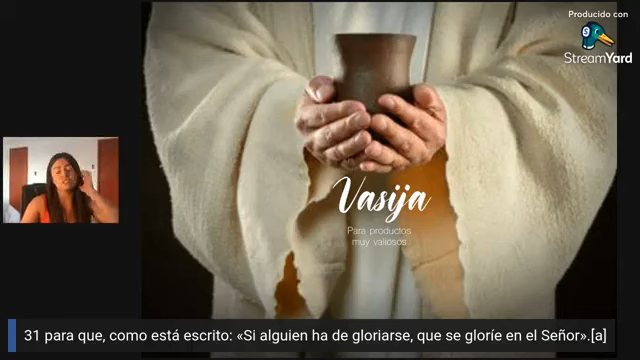 Producido con
StreamYard
Vasija
Para productos
muy valiosos
31 para que, como está escrito: «Si alguien ha de gloriarse, que se gloríe en el Señor».[a]